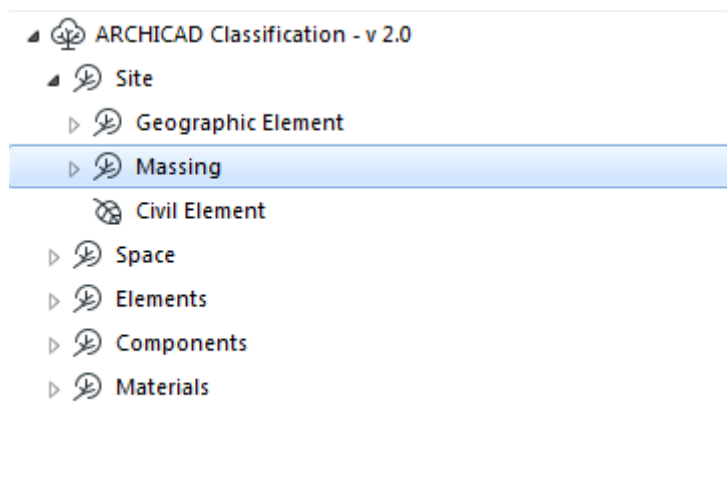 ARCHICAD Classification - v 2.0
Site
Geographic Element
Massing
Civil Element
Space
Elements
Components
Materials